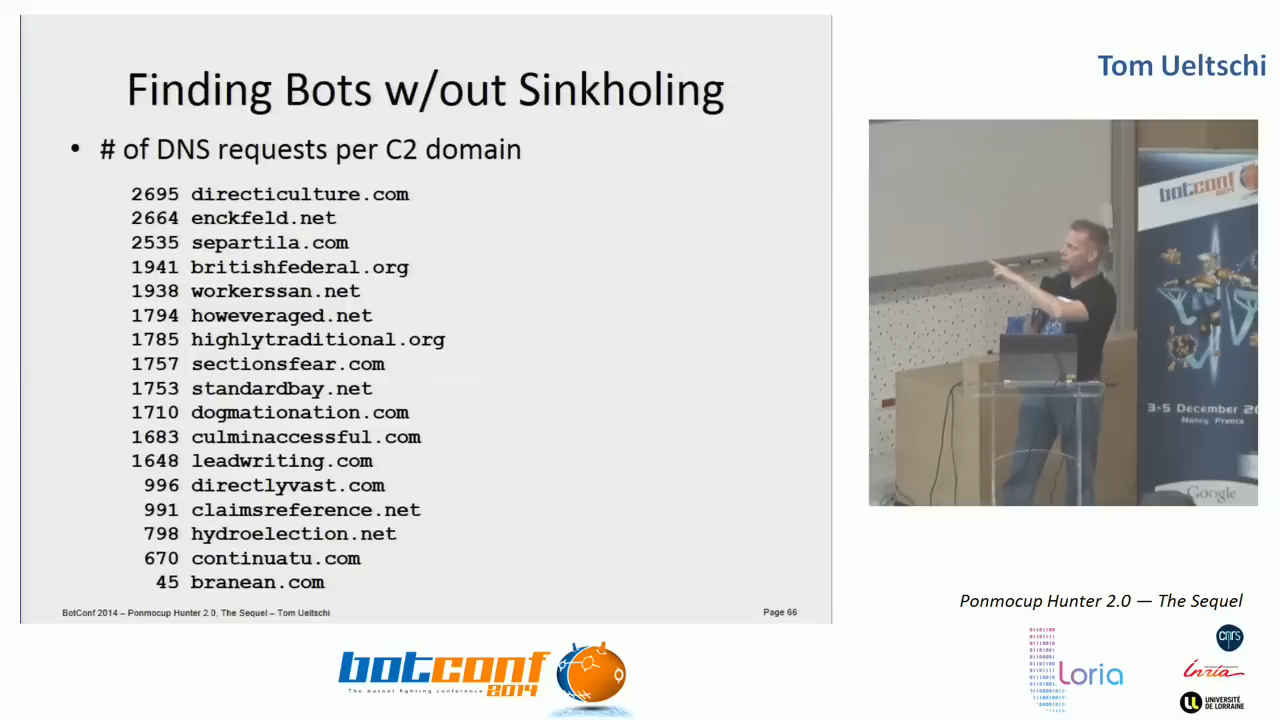 Finding Bots w/out Sinkholing
• # of DNS requests per C2 domain
2695 directiculture.com
2664 enckfeld.net
2535 separtila.com
1941 britishfederal.org
1938 workerssan.net
1794 howeveraged.net
1785 highlytraditional.org
1757 sectionsfear.com
1753 standardbay.net
1710 dogmationation.com
1683 culminaccessful.com
1648 leadwriting.com
996 directlyvast.com
991 claimsreference.net
798 hydroelection.net
670 continuatu.com
45 branean.com
BotConf 2014 – Ponmocup Hunter 2.0, The Sequel – Tom Ueltschi
Page 66
Tom Ueltschi
botconf
2014
3-5 December 20
Nancy, France
Google
Ponmocup Hunter 2.0 — The Sequel
botconf
The botnet fighting conference
2014
Loria
cnrs
Inria
UNIVERSITÉ
DE LORRAINE